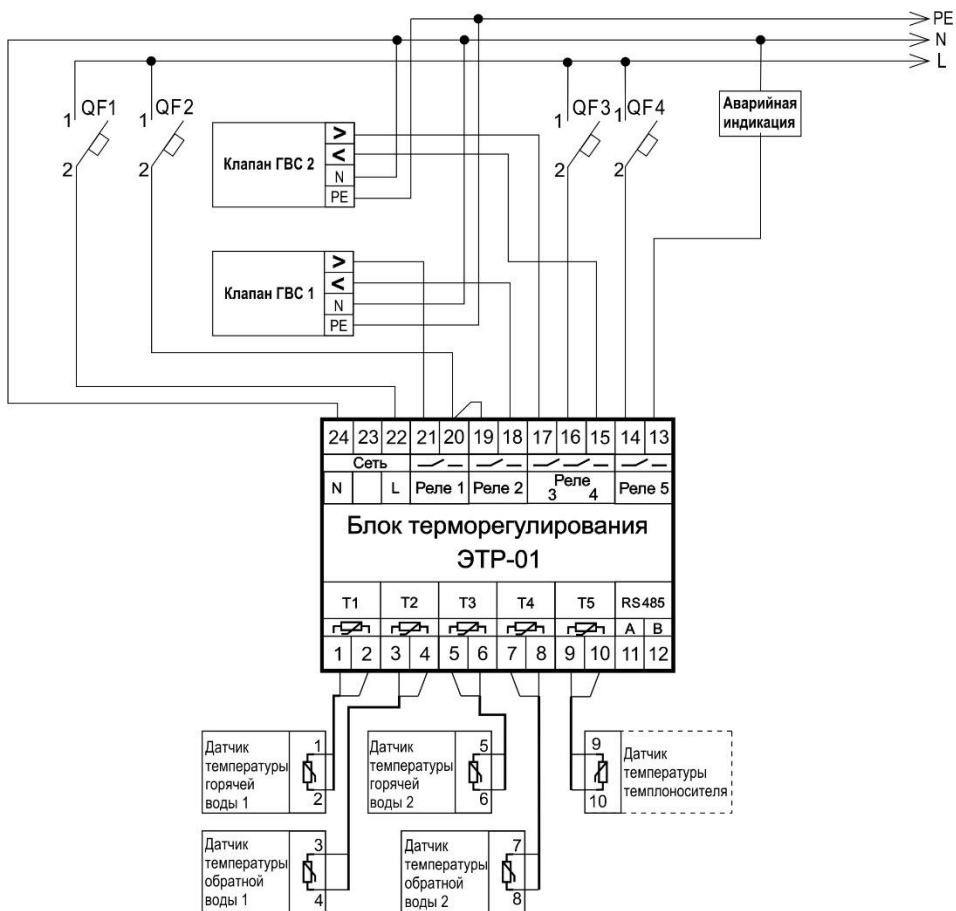 PE
N
L
1 QF1
2
1 QF2
2
1 QF3
2
1 QF4
2
Аварийная
индикация
Клапан ГВС 2
>
<
N
PE
Клапан ГВС 1
>
<
N
PE
24 23 22 21 20 19 18 17 16 15 14 13
Сеть
N L Реле 1 Реле 2 Реле 3 4 Реле 5
Блок терморегулирования
ЭТР-01
T1 T2 T3 T4 T5 RS485
A B
1 2 3 4 5 6 7 8 9 10 11 12
Датчик
температуры
горячей
воды 1
1
2
Датчик
температуры
горячей
воды 2
5
6
9
10
Датчик
температуры
темплоносителя
Датчик
температуры
обратной
воды 1
3
4
Датчик
температуры
обратной
воды 2
7
8